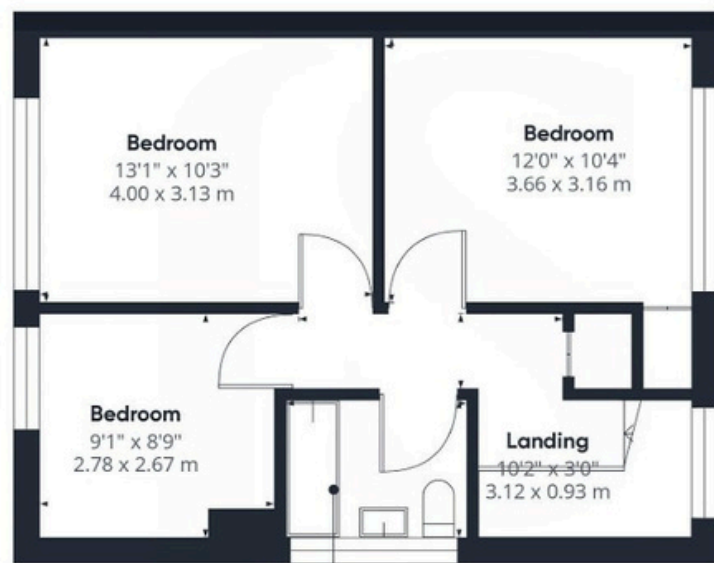 Bedroom
13'1" x 10'3"
4.00 x 3.13 m
Bedroom
12'0" x 10'4"
3.66 x 3.16 m
Bedroom
9'1" x 8'9"
2.78 x 2.67 m
Landing
10'2" x 3'0"
3.12 x 0.93 m